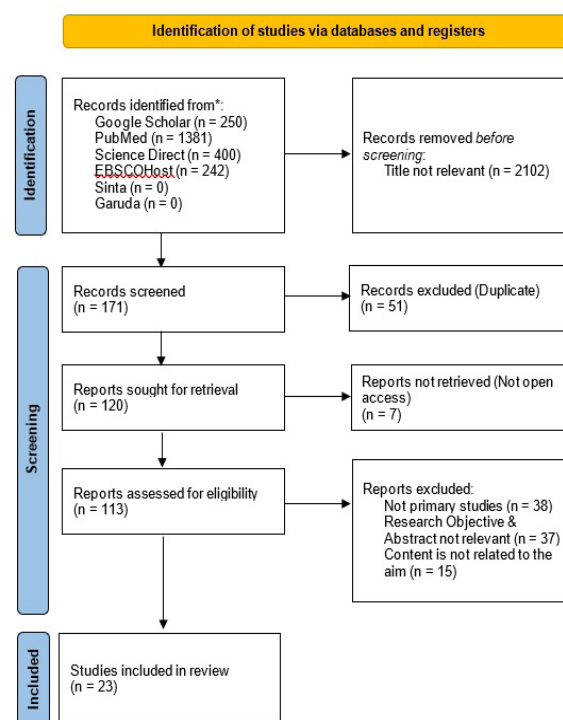 Identification of studies via databases and registers
Identification
Records identified from*:
Google Scholar (n = 250)
PubMed (n = 1381)
Science Direct (n = 400)
EBSCOHost (n = 242)
Sinta (n = 0)
Garuda (n = 0)
Records removed before
screening:
Title not relevant (n = 2102)
Screening
Records screened
(n = 171)
Records excluded (Duplicate)
(n = 51)
Reports sought for retrieval
(n = 120)
Reports not retrieved (Not open
access)
(n = 7)
Reports assessed for eligibility
(n = 113)
Reports excluded:
Not primary studies (n = 38)
Research Objective &
Abstract not relevant (n = 37)
Content is not related to the
aim (n = 15)
Included
Studies included in review
(n = 23)